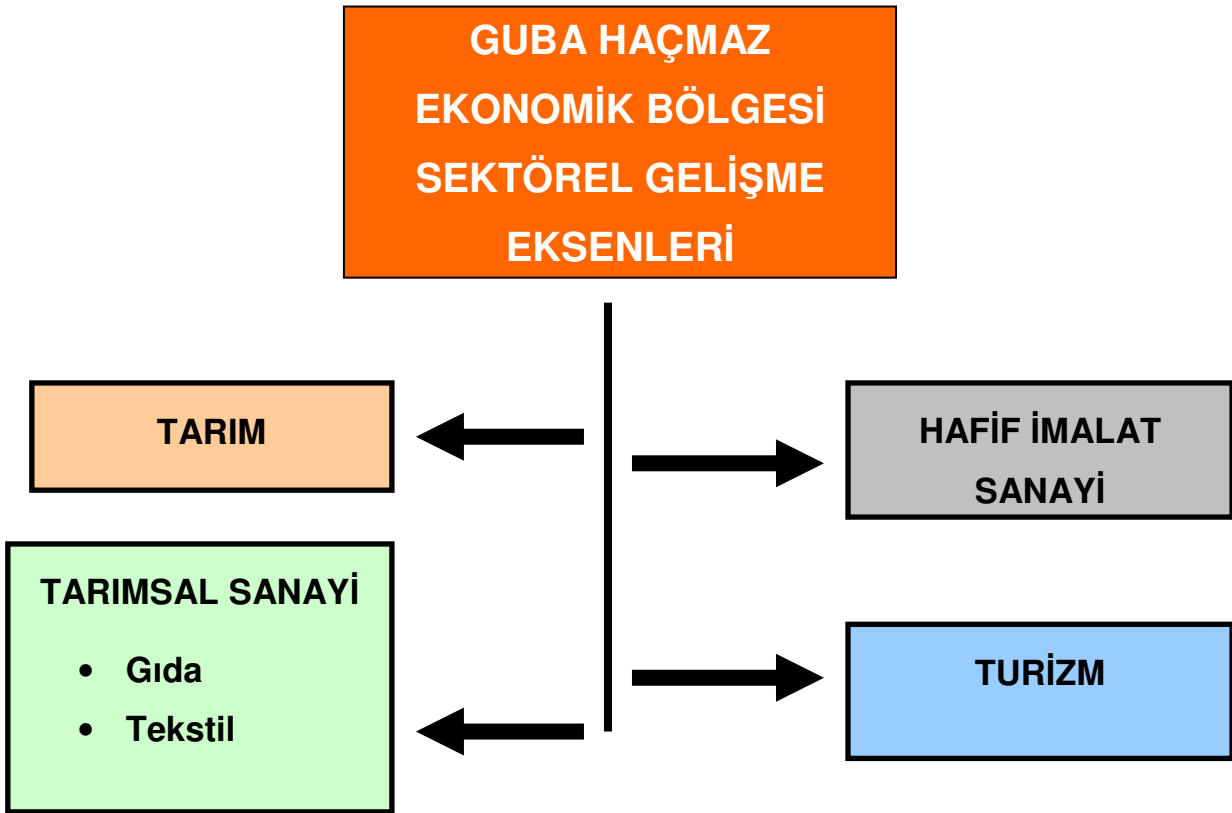 GUBA HAÇMAZ
EKONOMİK BÖLGESİ
SEKTÖREL GELİŞME
EKSENLERİ
TARIM
HAFİF İMALAT
SANAYİ
TARIMSAL SANAYİ
• Gıda
• Tekstil
TURİZM